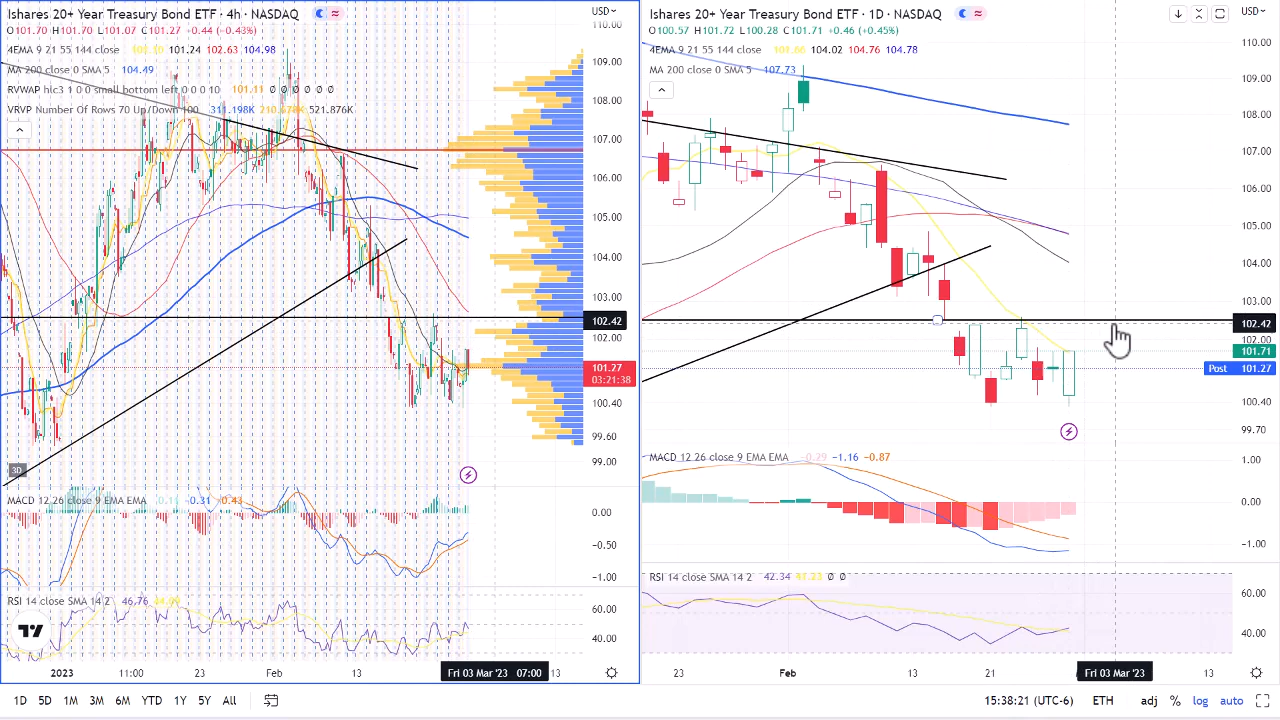 Ishares 20+ Year Treasury Bond ETF · 4h · NASDAQ
USD
O101.70 H101.70 L101.07 C101.27 −0.44 (−0.43%)
4EMA 9 21 55 144 close 101.24 102.63 104.98
MA 200 close 0 SMA 5 104.49
RVWAP hlc3 1 0 0 small bottom left 0 0 0 10 101.11 0 0 0 0 0 0
VRVP Number Of Rows 70 Up/Down 100 311.198K 521.876K
110.00
109.00
108.00
107.00
106.00
105.00
104.00
103.00
102.42
102.00
101.27
03:21:38
100.40
99.60
99.00
3D
MACD 12 26 close 9 EMA EMA −0.31 −0.43
0.00
−0.50
−1.00
RSI 14 close SMA 14 2 46.76
60.00
40.00
2023 11:00 23 Feb 13 Fri 03 Mar '23 07:00 13
Ishares 20+ Year Treasury Bond ETF · 1D · NASDAQ
USD
O100.57 H101.72 L100.28 C101.71 +0.46 (+0.45%)
4EMA 9 21 55 144 close 101.66 104.02 104.76 104.78
MA 200 close 0 SMA 5 107.73
110.00
109.00
108.00
107.00
106.00
105.00
104.00
103.00
102.42
102.00
101.71
Post 101.27
100.40
99.70
MACD 12 26 close 9 EMA EMA −0.29 −1.16 −0.87
1.00
0.00
−1.00
RSI 14 close SMA 14 2 42.34 41.23 0 0
60.00
40.00
23 Feb 13 21 Fri 03 Mar '23 13
1D 5D 1M 3M 6M YTD 1Y 5Y All 15:38:21 (UTC-6) ETH adj % log auto